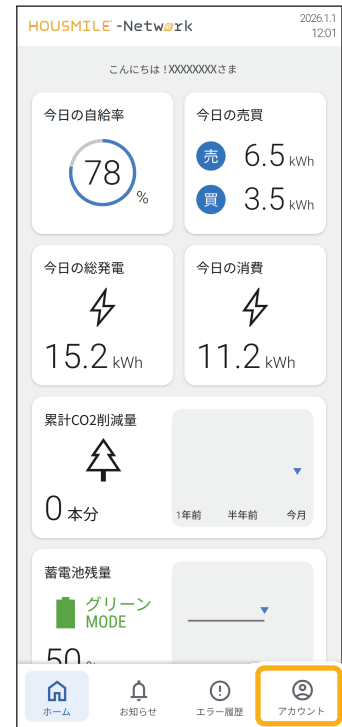 HOUSMILE-Network
2026.1.1
12:01
こんにちは!XXXXXXXXさま
今日の自給率
78
%
今日の売買
売 6.5 kWh
買 3.5 kWh
今日の総発電
15.2 kWh
今日の消費
11.2 kWh
累計CO2削減量
0 本分
1年前 半年前 今月
蓄電池残量
グリーン
MODE
50 %
ホーム お知らせ エラー履歴 アカウント